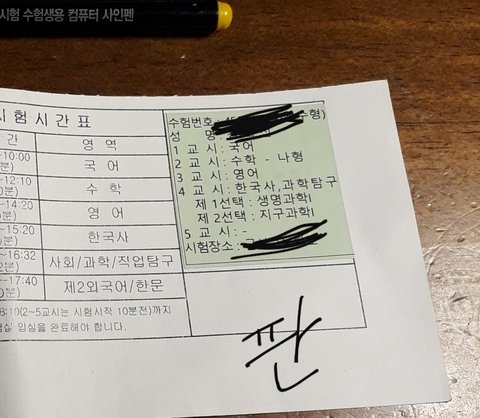 시험 수험생용 컴퓨터 사인펜
시 험 시 간 표
간 영 역
~10:00 국 어
~12:10 수 학
~14:20 영 어
~15:20 한국사
~16:32 사회/과학/직업탐구
~17:40 제2외국어/한문
8:10(2~5교시는 시험시작 10분전)까지
험실 입실을 완료해야 합니다.
수험번호 : 형)
성 명 :
1 교 시 : 국어
2 교 시 : 수학 - 나형
3 교 시 : 영어
4 교 시 : 한국사,과학탐구
제 1선택 : 생명과학Ⅰ
제 2선택 : 지구과학Ⅰ
5 교 시 : -
시험장소 :
판